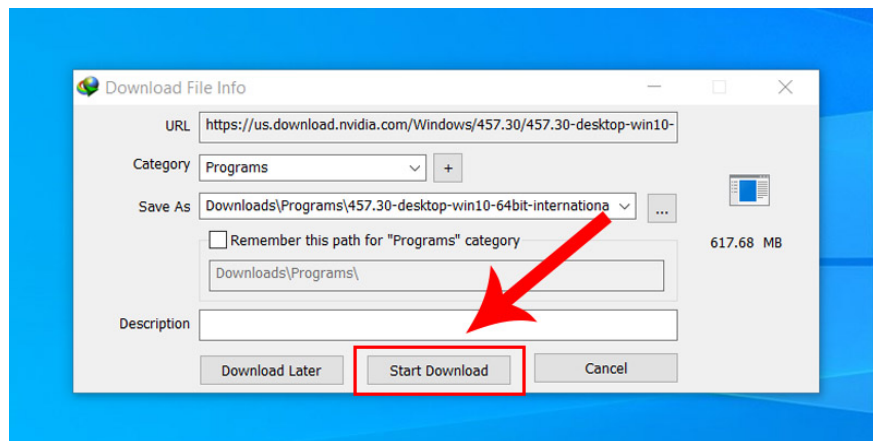 Download File Info
URL https://us.download.nvidia.com/Windows/457.30/457.30-desktop-win10-
Category Programs +
Save As Downloads\Programs\457.30-desktop-win10-64bit-internationa ...
Remember this path for "Programs" category
617.68 MB
Downloads\Programs\
Description
Download Later Start Download Cancel